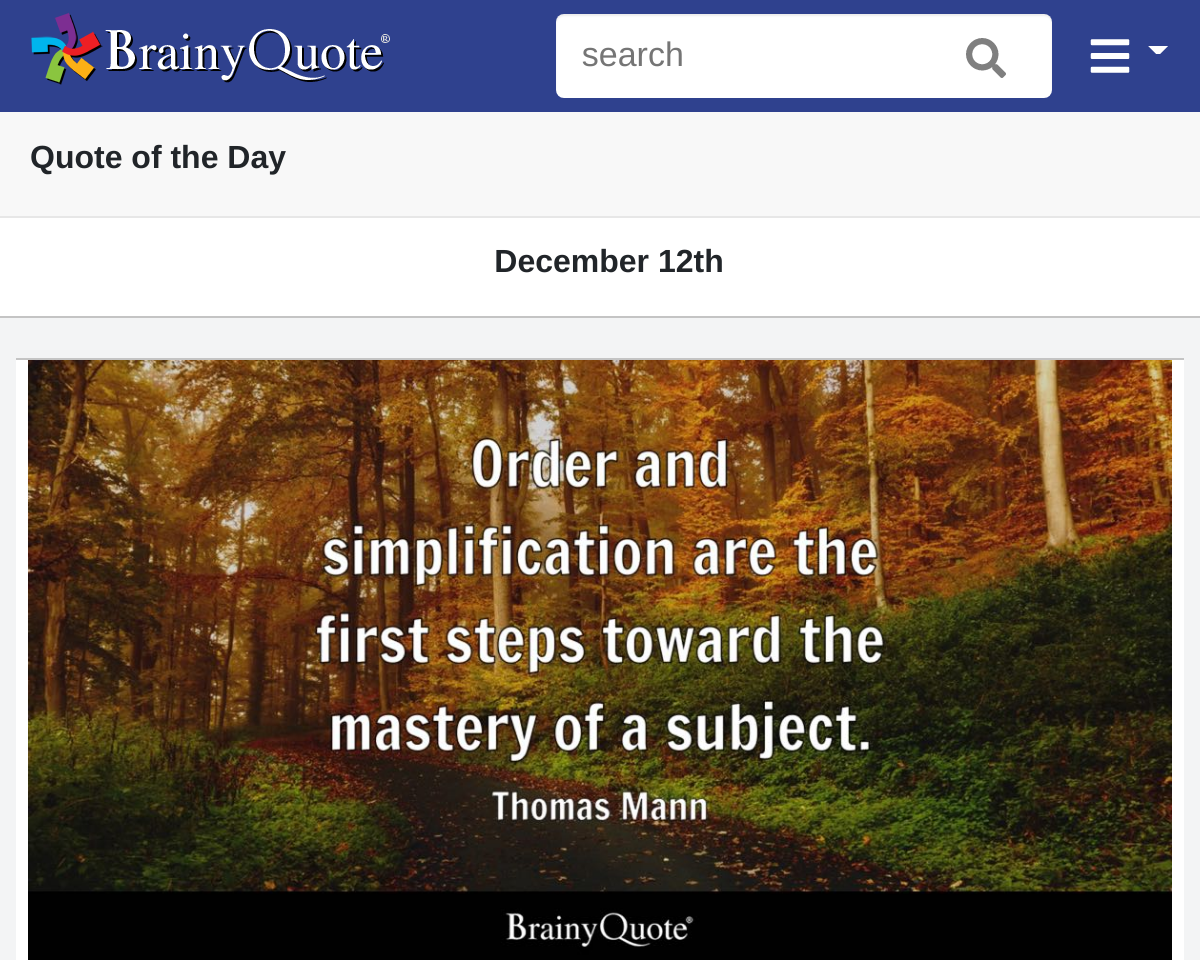 BrainyQuote®
search
Quote of the Day
December 12th
Order and
simplification are the
first steps toward the
mastery of a subject.
Thomas Mann
BrainyQuote®